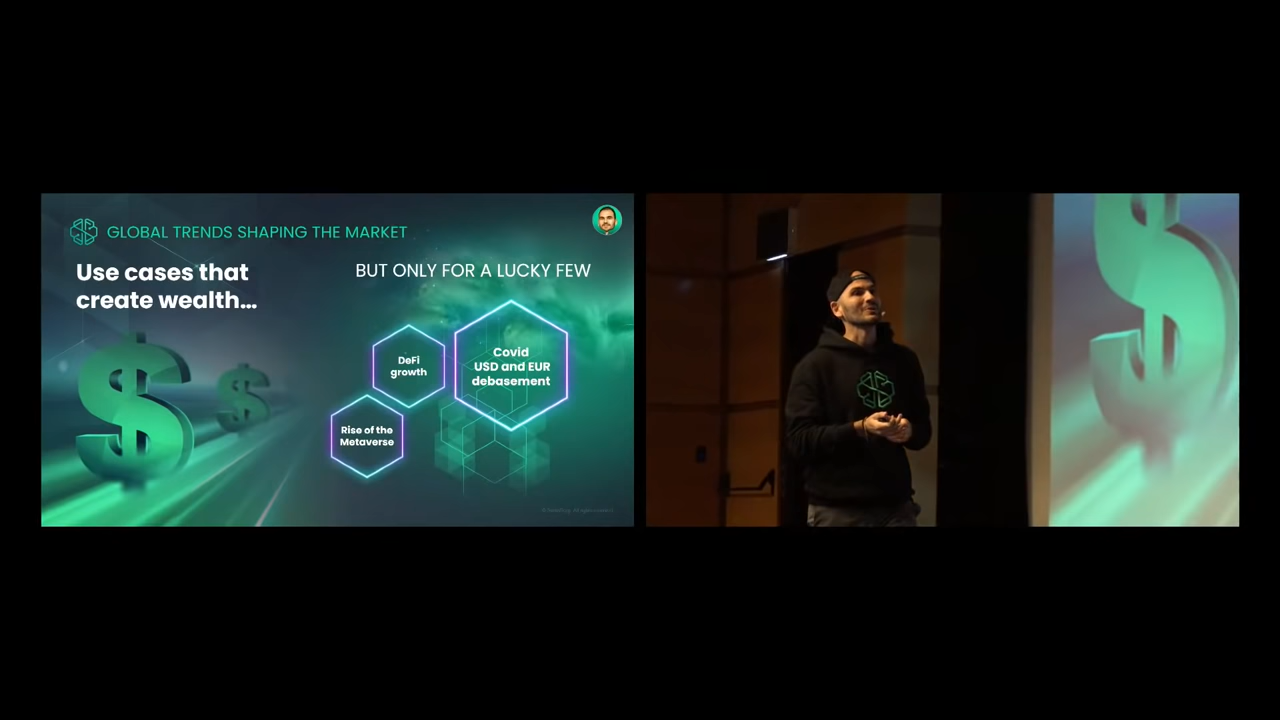 GLOBAL TRENDS SHAPING THE MARKET
Use cases that
create wealth...
BUT ONLY FOR A LUCKY FEW
DeFi
growth
Covid
USD and EUR
debasement
Rise of the
Metaverse